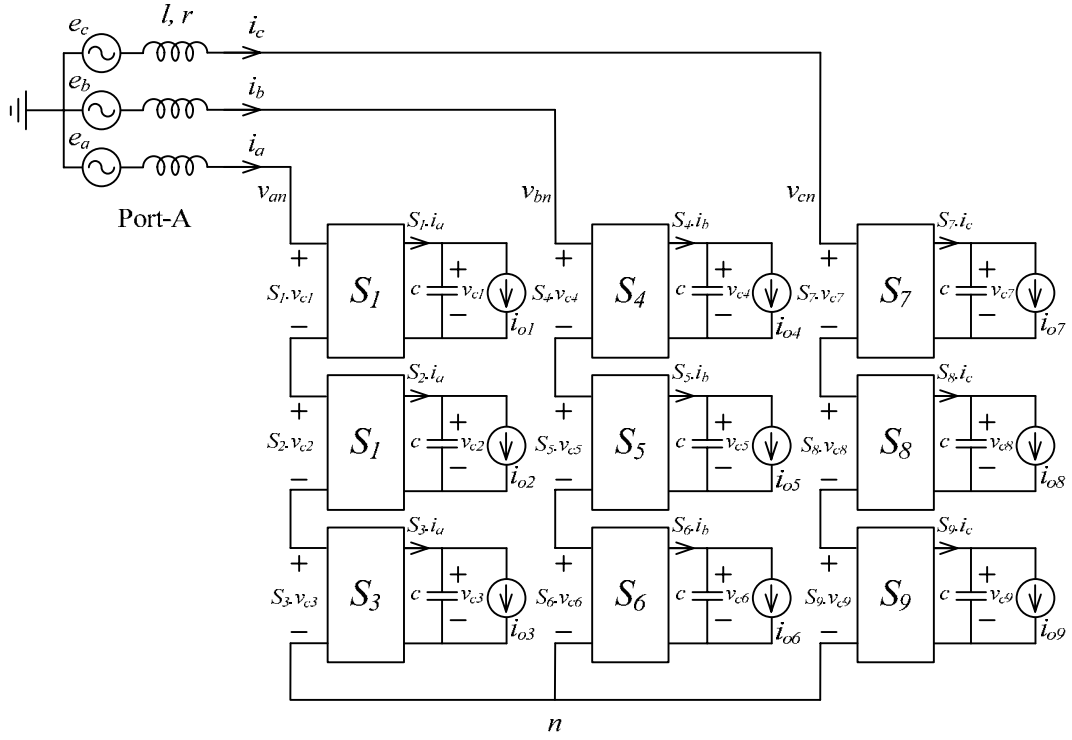 e_c l, r i_c
e_b i_b
e_a i_a
Port-A
v_an v_bn v_cn
S_1.i_a S_4.i_b S_7.i_c
+ + + + + +
S_1.v_c1 S_1 c v_c1 S_4.v_c4 S_4 c v_c4 S_7.v_c7 S_7 c v_c7
− − − − − −
i_o1 i_o4 i_o7
S_2.i_a S_5.i_b S_8.i_c
+ + + + + +
S_2.v_c2 S_1 c v_c2 S_5.v_c5 S_5 c v_c5 S_8.v_c8 S_8 c v_c8
− − − − − −
i_o2 i_o5 i_o8
S_3.i_a S_6.i_b S_9.i_c
+ + + + + +
S_3.v_c3 S_3 c v_c3 S_6.v_c6 S_6 c v_c6 S_9.v_c9 S_9 c v_c9
− − − − − −
i_o3 i_o6 i_o9
n